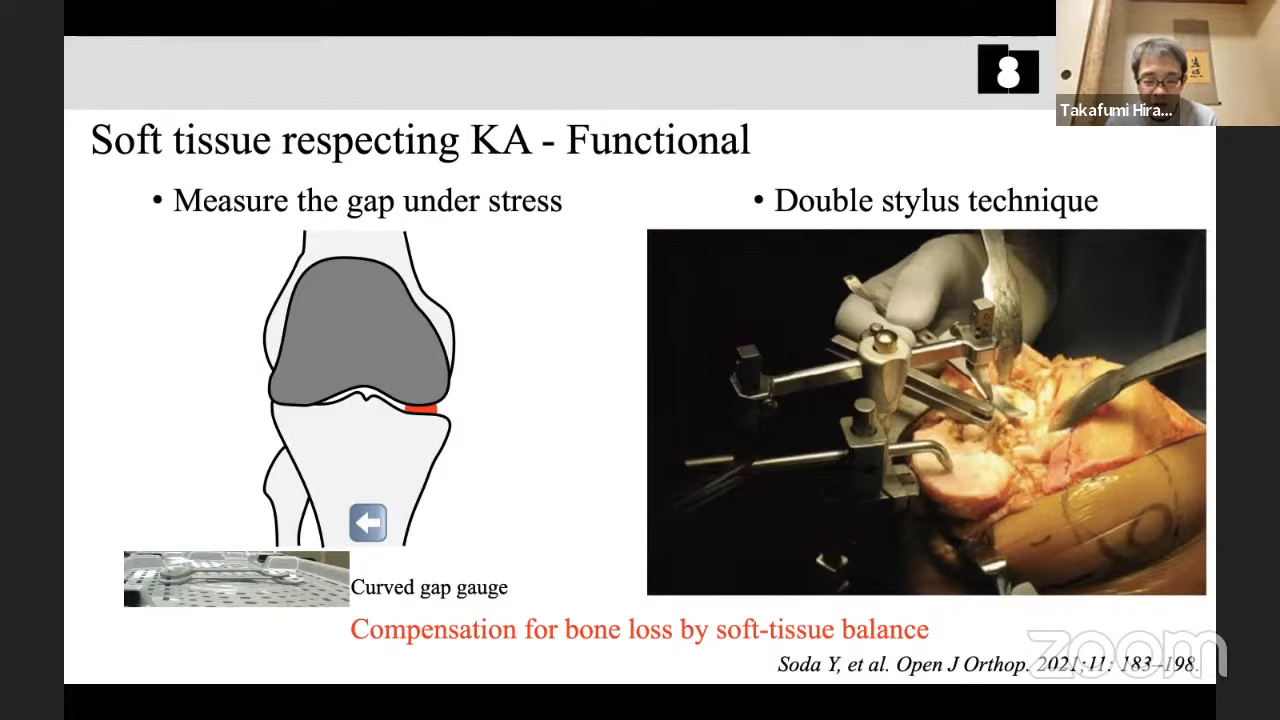 Takafumi Hira...
Soft tissue respecting KA - Functional
• Measure the gap under stress
• Double stylus technique
Curved gap gauge
Compensation for bone loss by soft-tissue balance
Soda Y, et al. Open J Orthop. 2021;11: 183–198.
zoom